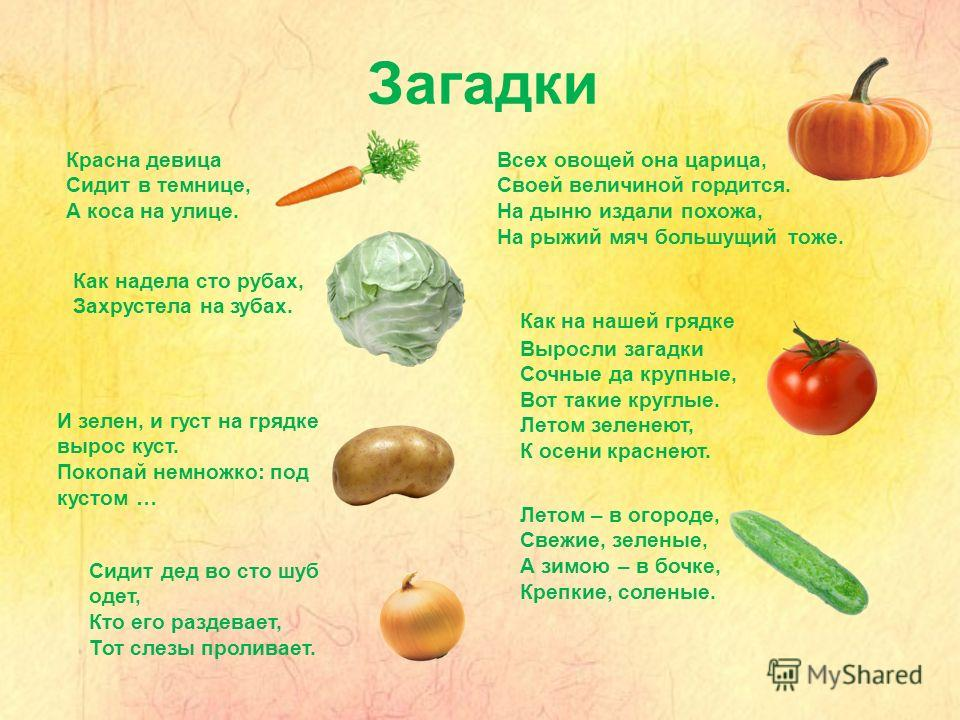 Загадки
Красна девица
Сидит в темнице,
А коса на улице.
Как надела сто рубах,
Захрустела на зубах.
И зелен, и густ на грядке
вырос куст.
Покопай немножко: под
кустом …
Сидит дед во сто шуб
одет,
Кто его раздевает,
Тот слезы проливает.
Всех овощей она царица,
Своей величиной гордится.
На дыню издали похожа,
На рыжий мяч большущий тоже.
Как на нашей грядке
Выросли загадки
Сочные да крупные,
Вот такие круглые.
Летом зеленеют,
К осени краснеют.
Летом – в огороде,
Свежие, зеленые,
А зимою – в бочке,
Крепкие, соленые.
MyShared